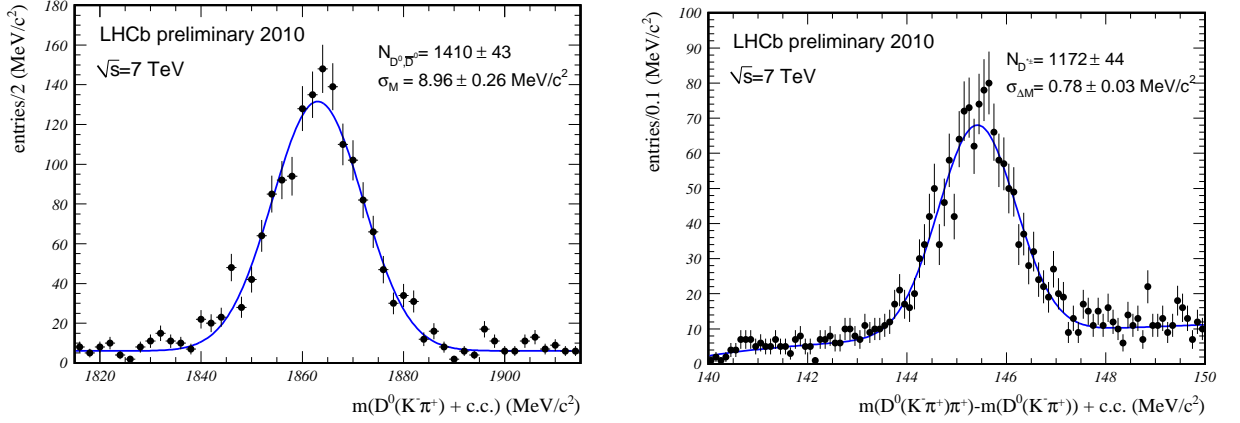 LHCb preliminary 2010
√s=7 TeV
N_{D⁰,D̅⁰}= 1410 ± 43
σ_M = 8.96 ± 0.26 MeV/c²
entries/2 (MeV/c²)
180
160
140
120
100
80
60
40
20
0
1820 1840 1860 1880 1900
m(D⁰(K⁻π⁺) + c.c.) (MeV/c²)
LHCb preliminary 2010
√s=7 TeV
N_{D*±}= 1172 ± 44
σ_{ΔM}= 0.78 ± 0.03 MeV/c²
entries/0.1 (MeV/c²)
100
90
80
70
60
50
40
30
20
10
0
140 142 144 146 148 150
m(D⁰(K⁻π⁺)π⁺)-m(D⁰(K⁻π⁺)) + c.c. (MeV/c²)